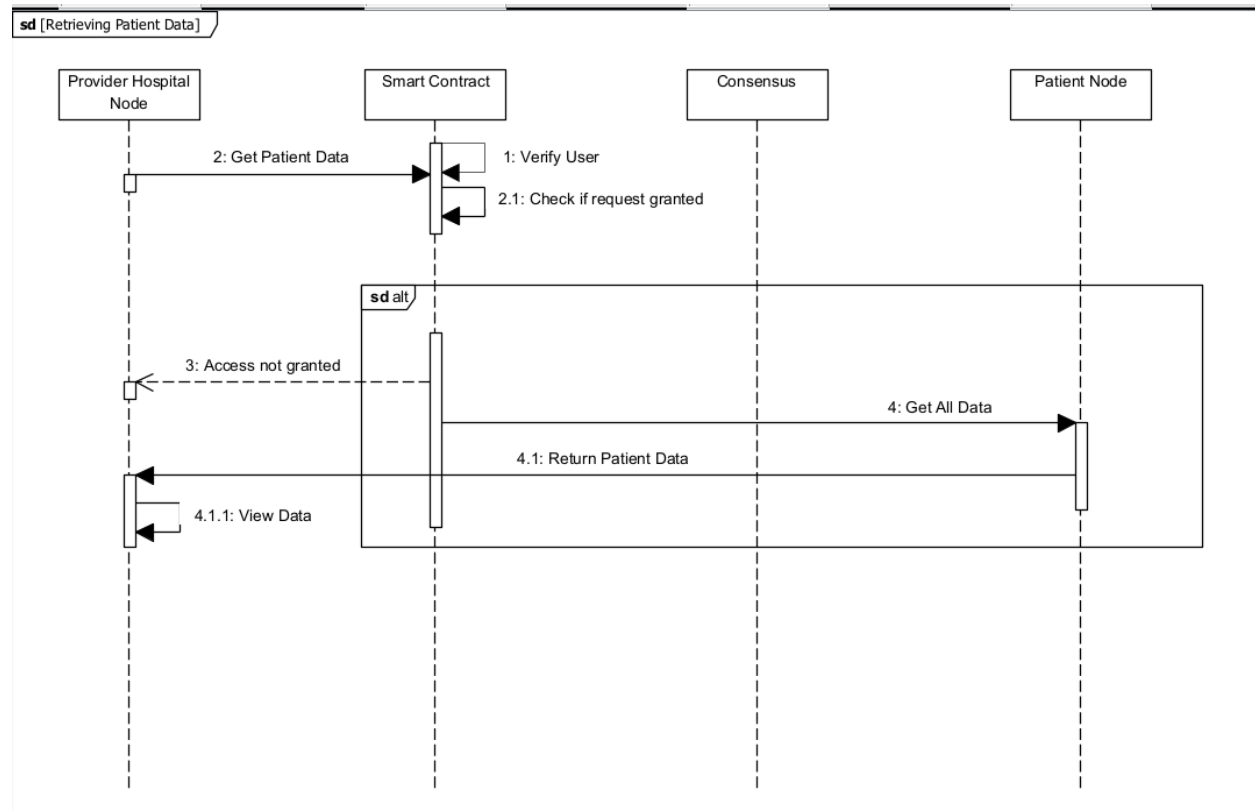 sd [Retrieving Patient Data]
Provider Hospital
Node
Smart Contract
Consensus
Patient Node
2: Get Patient Data
1: Verify User
2.1: Check if request granted
sd alt
3: Access not granted
4: Get All Data
4.1: Return Patient Data
4.1.1: View Data